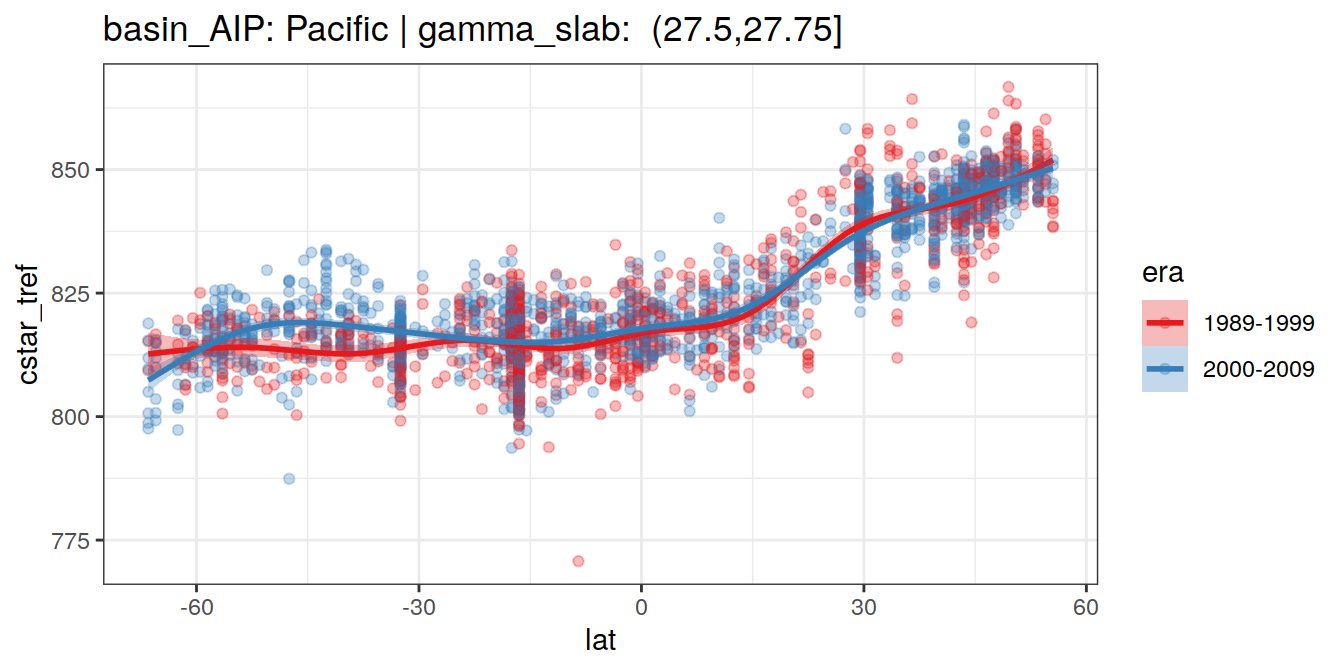 basin_AIP: Pacific | gamma_slab:  (27.5,27.75]
cstar_tref
850
825
800
775
-60
-30
0
30
60
lat
era
1989-1999
2000-2009